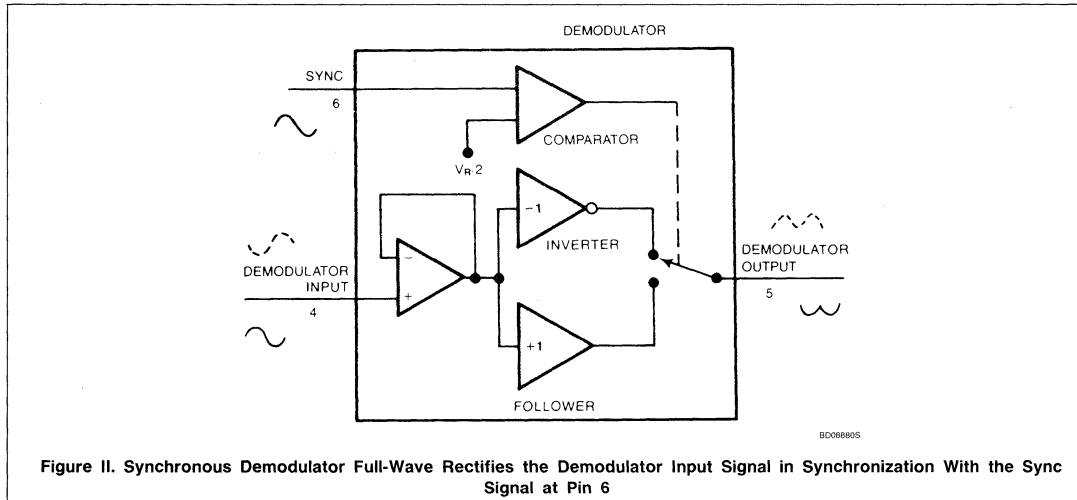 DEMODULATOR
SYNC
6
COMPARATOR
VR/2
-1
INVERTER
DEMODULATOR
INPUT
4
-
+
DEMODULATOR
OUTPUT
5
+1
FOLLOWER
BD08880S
Figure II. Synchronous Demodulator Full-Wave Rectifies the Demodulator Input Signal in Synchronization With the Sync
Signal at Pin 6